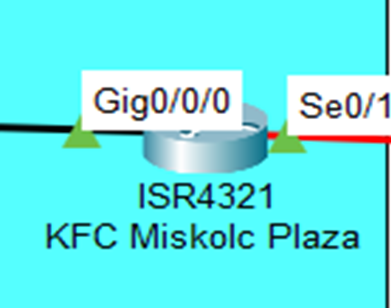 Gig0/0/0
Se0/1
ISR4321
KFC Miskolc Plaza